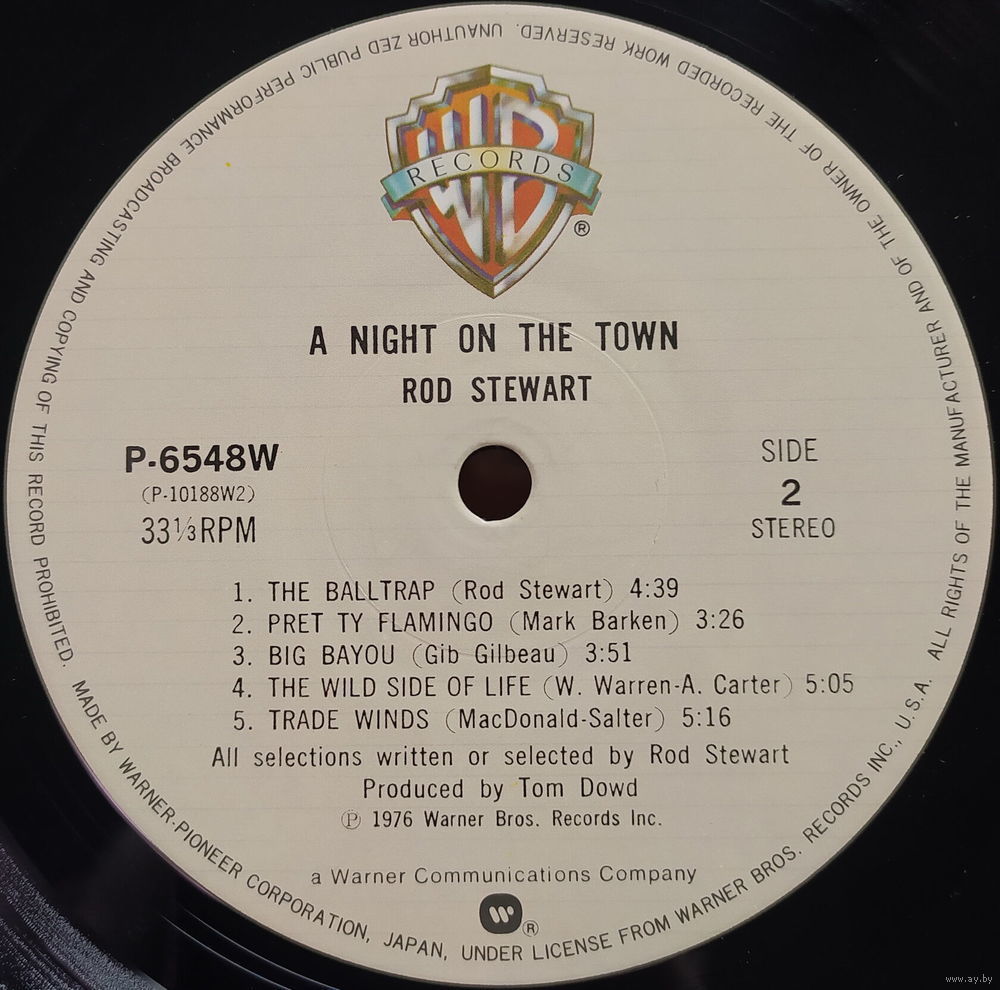 WB
RECORDS
®
A NIGHT ON THE TOWN
ROD STEWART
P-6548W
(P-10188W2)
33⅓RPM
SIDE
2
STEREO
1. THE BALLTRAP (Rod Stewart) 4:39
2. PRET TY FLAMINGO (Mark Barken) 3:26
3. BIG BAYOU (Gib Gilbeau) 3:51
4. THE WILD SIDE OF LIFE (W. Warren-A. Carter) 5:05
5. TRADE WINDS (MacDonald-Salter) 5:16
All selections written or selected by Rod Stewart
Produced by Tom Dowd
Ⓟ 1976 Warner Bros. Records Inc.
a Warner Communications Company
®
MADE BY WARNER-PIONEER CORPORATION, JAPAN, UNDER LICENSE FROM WARNER BROS. RECORDS INC., U.S.A. ALL RIGHTS OF THE MANUFACTURER AND OF THE OWNER OF THE RECORDED WORK RESERVED. UNAUTHOR ZED PUBLIC PERFORMANCE BROADCASTING AND COPYING OF THIS RECORD PROHIBITED.
www.ay.by